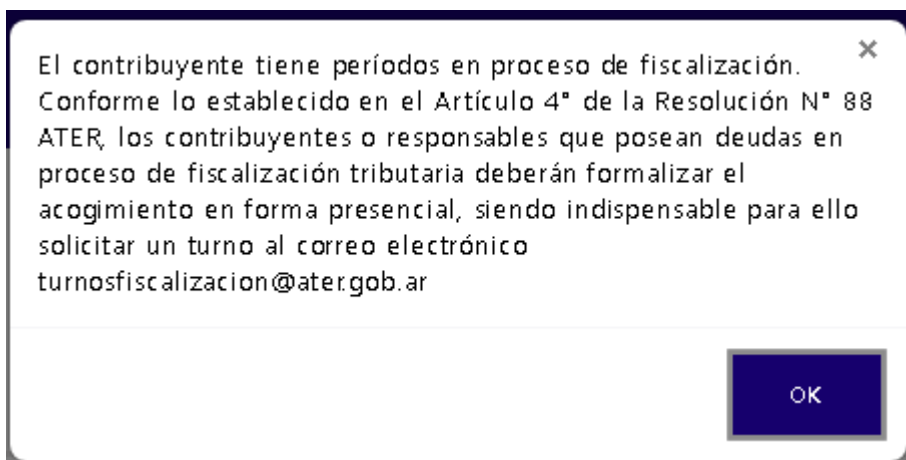 El contribuyente tiene períodos en proceso de fiscalización.
Conforme lo establecido en el Artículo 4° de la Resolución N° 88
ATER, los contribuyentes o responsables que posean deudas en
proceso de fiscalización tributaria deberán formalizar el
acogimiento en forma presencial, siendo indispensable para ello
solicitar un turno al correo electrónico
turnosfiscalizacion@ater.gob.ar
OK